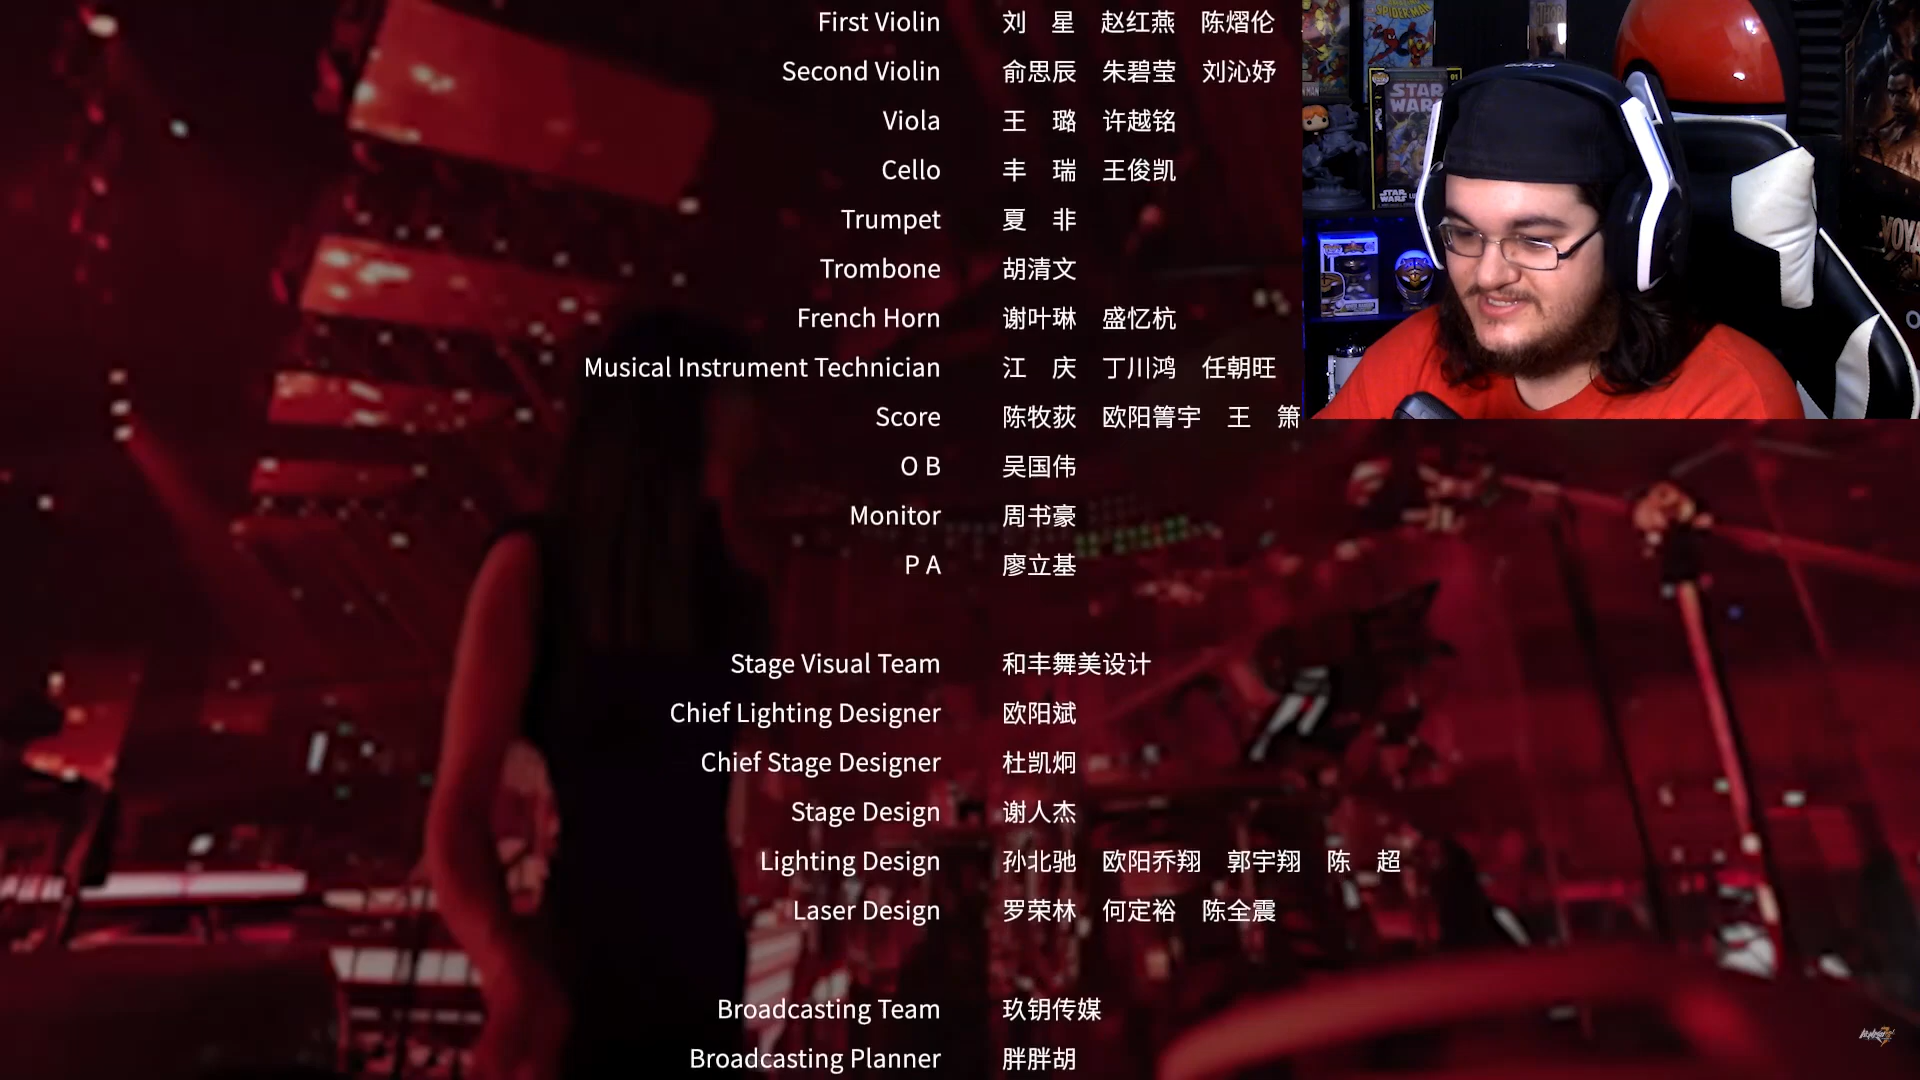 First Violin 刘 星 赵红燕 陈熠伦
Second Violin 俞思辰 朱碧莹 刘沁妤
Viola 王 璐 许越铭
Cello 丰 瑞 王俊凯
Trumpet 夏 非
Trombone 胡清文
French Horn 谢叶琳 盛忆杭
Musical Instrument Technician 江 庆 丁川鸿 任朝旺
Score 陈牧荻 欧阳箐宇 王 箫
O B 吴国伟
Monitor 周书豪
P A 廖立基
Stage Visual Team 和丰舞美设计
Chief Lighting Designer 欧阳斌
Chief Stage Designer 杜凯炯
Stage Design 谢人杰
Lighting Design 孙北驰 欧阳乔翔 郭宇翔 陈 超
Laser Design 罗荣林 何定裕 陈全震
Broadcasting Team 玖钥传媒
Broadcasting Planner 胖胖胡
SPIDER-MAN
STAR WARS
STAR WARS
VOYA